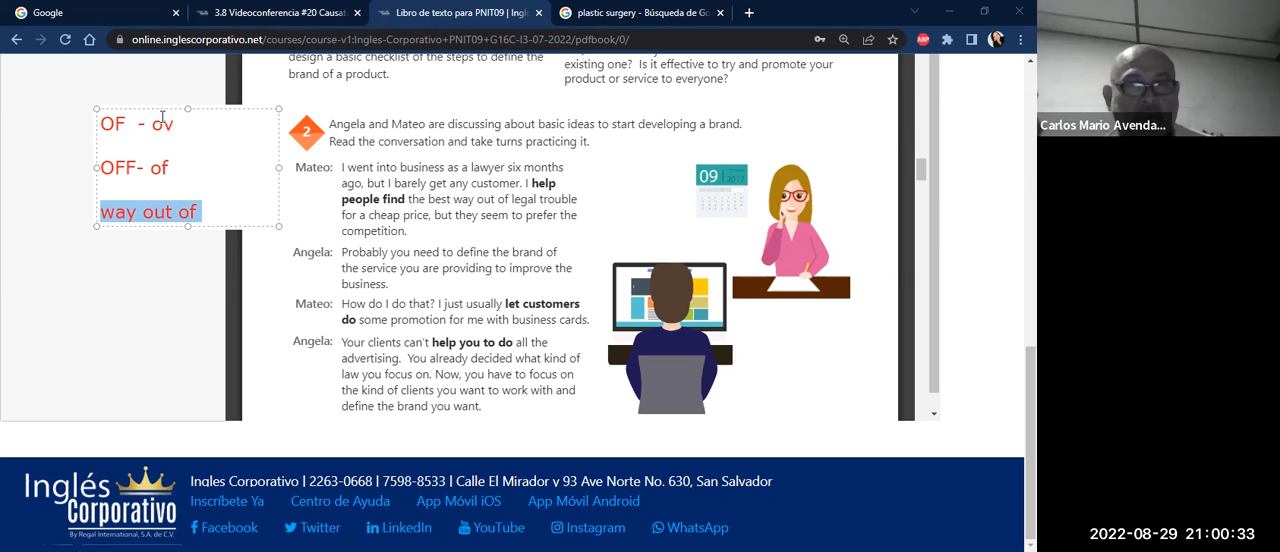 Google
3.8 Videoconferencia #20 Causat
Libro de texto para PNIT09 | Ingl
plastic surgery - Búsqueda de Go
online.inglescorporativo.net/courses/course-v1:Ingles-Corporativo+PNIT09+G16C-I3-07-2022/pdfbook/0/
ABP
design a basic checklist of the steps to define the
brand of a product.
existing one? Is it effective to try and promote your
product or service to everyone?
OF - ov
OFF- of
way out of
2
Angela and Mateo are discussing about basic ideas to start developing a brand.
Read the conversation and take turns practicing it.
Mateo: I went into business as a lawyer six months
ago, but I barely get any customer. I help
people find the best way out of legal trouble
for a cheap price, but they seem to prefer the
competition.
Angela: Probably you need to define the brand of
the service you are providing to improve the
business.
Mateo: How do I do that? I just usually let customers
do some promotion for me with business cards.
Angela: Your clients can't help you to do all the
advertising. You already decided what kind of
law you focus on. Now, you have to focus on
the kind of clients you want to work with and
define the brand you want.
09
2017
Carlos Mario Avenda...
Inglés
Corporativo
By Regal International, S.A. de C.V.
Ingles Corporativo | 2263-0668 | 7598-8533 | Calle El Mirador y 93 Ave Norte No. 630, San Salvador
Inscríbete Ya Centro de Ayuda App Móvil iOS App Móvil Android
Facebook Twitter LinkedIn YouTube Instagram WhatsApp
2022-08-29 21:00:33